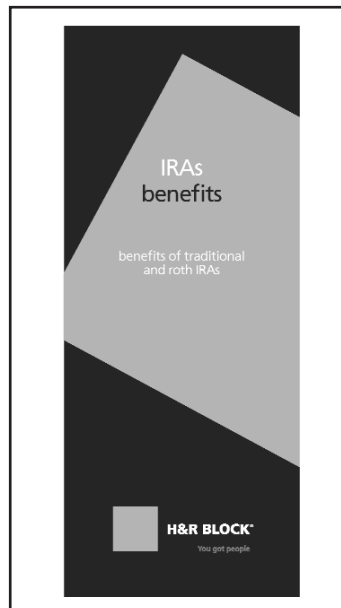 IRAs
benefits
benefits of traditional
and roth IRAs
H&R BLOCK®
You got people